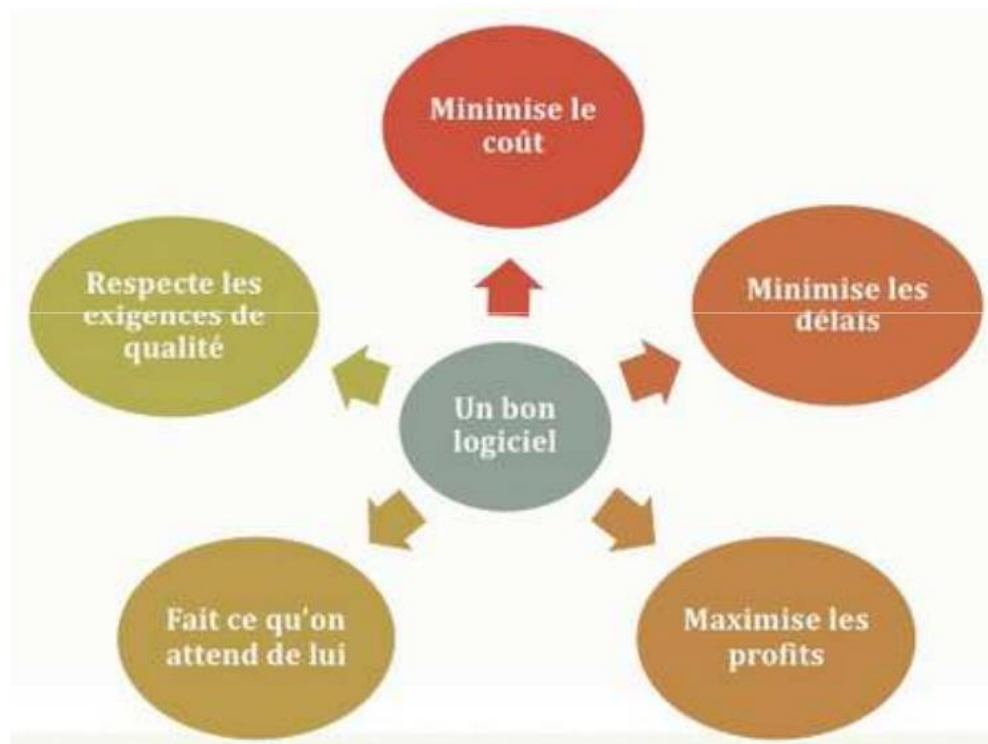 Minimise le
coût
Respecte les
exigences de
qualité
Minimise les
délais
Un bon
logiciel
Fait ce qu'on
attend de lui
Maximise les
profits